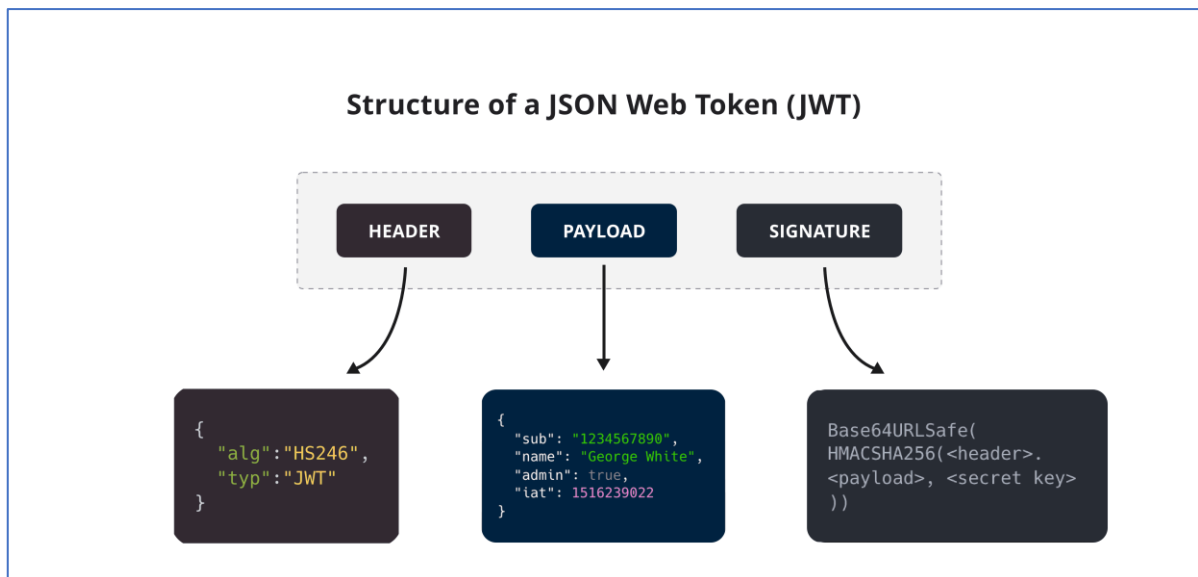 Structure of a JSON Web Token (JWT)
HEADER
PAYLOAD
SIGNATURE
{
"alg":"HS246",
"typ":"JWT"
}
{
"sub": "1234567890",
"name": "George White",
"admin": true,
"iat": 1516239022
}
Base64URLSafe(
HMACSHA256(<header>.
<payload>, <secret key>
))